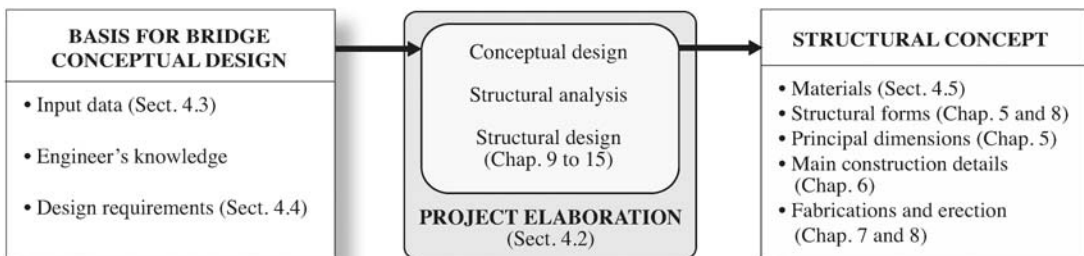 BASIS FOR BRIDGE
CONCEPTUAL DESIGN
• Input data (Sect. 4.3)
• Engineer's knowledge
• Design requirements (Sect. 4.4)
Conceptual design
Structural analysis
Structural design
(Chap. 9 to 15)
PROJECT ELABORATION
(Sect. 4.2)
STRUCTURAL CONCEPT
• Materials (Sect. 4.5)
• Structural forms (Chap. 5 and 8)
• Principal dimensions (Chap. 5)
• Main construction details
(Chap. 6)
• Fabrications and erection
(Chap. 7 and 8)